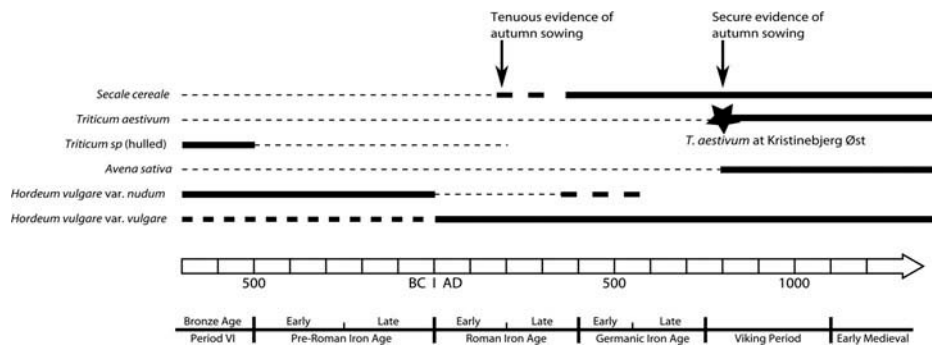 Tenuous evidence of
autumn sowing
Secure evidence of
autumn sowing
Secale cereale
Triticum aestivum
T. aestivum at Kristinebjerg Øst
Triticum sp (hulled)
Avena sativa
Hordeum vulgare var. nudum
Hordeum vulgare var. vulgare
500 BC I AD 500 1000
Bronze Age Early Late Early Late Early Late
Period VI Pre-Roman Iron Age Roman Iron Age Germanic Iron Age Viking Period Early Medieval